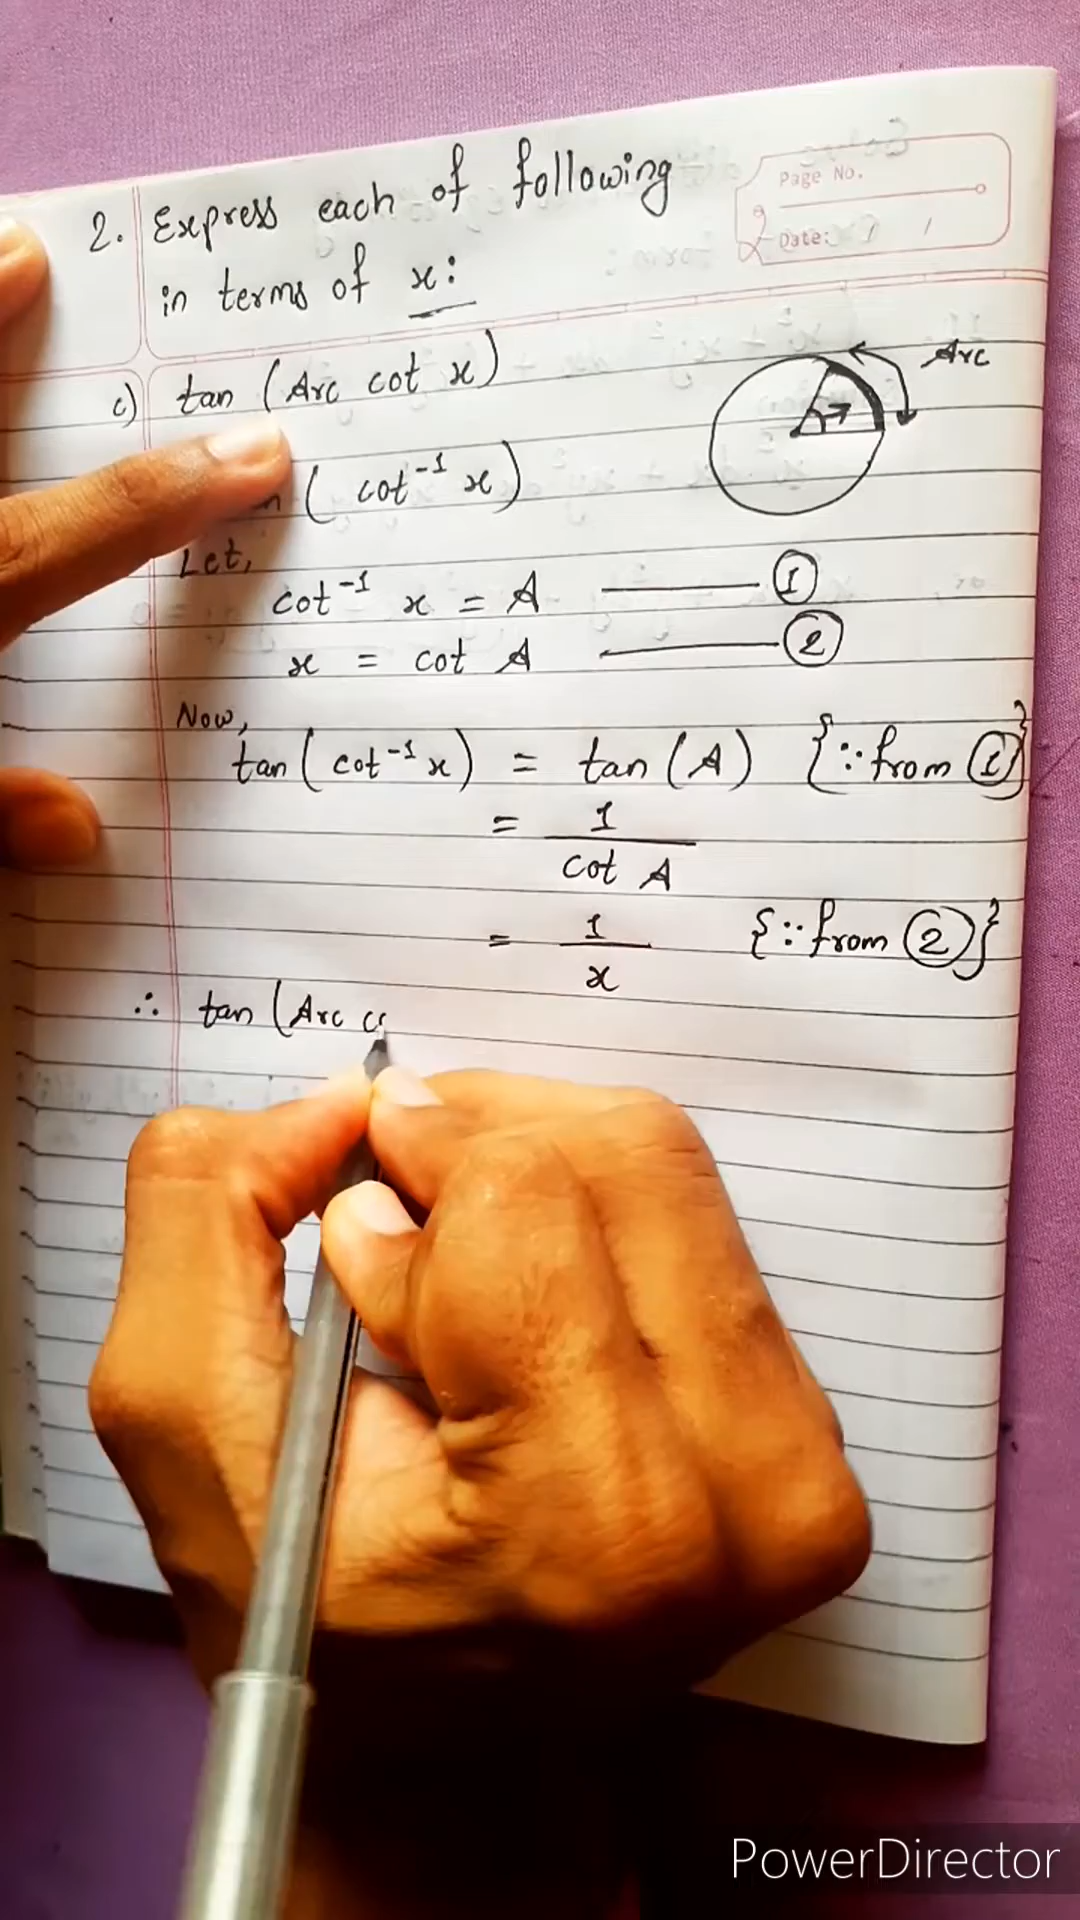 Page No.
Date: / /
2. Express each of following
in terms of x:
c) tan (Arc cot x)
Arc
( cot⁻¹ x)
Let,
cot⁻¹ x = A ——— ①
x = cot A ——— ②
Now,
tan( cot⁻¹ x) = tan (A) {∵ from ①}
= 1
cot A
= 1 {∵ from ②}
x
∴ tan (Arc
PowerDirector